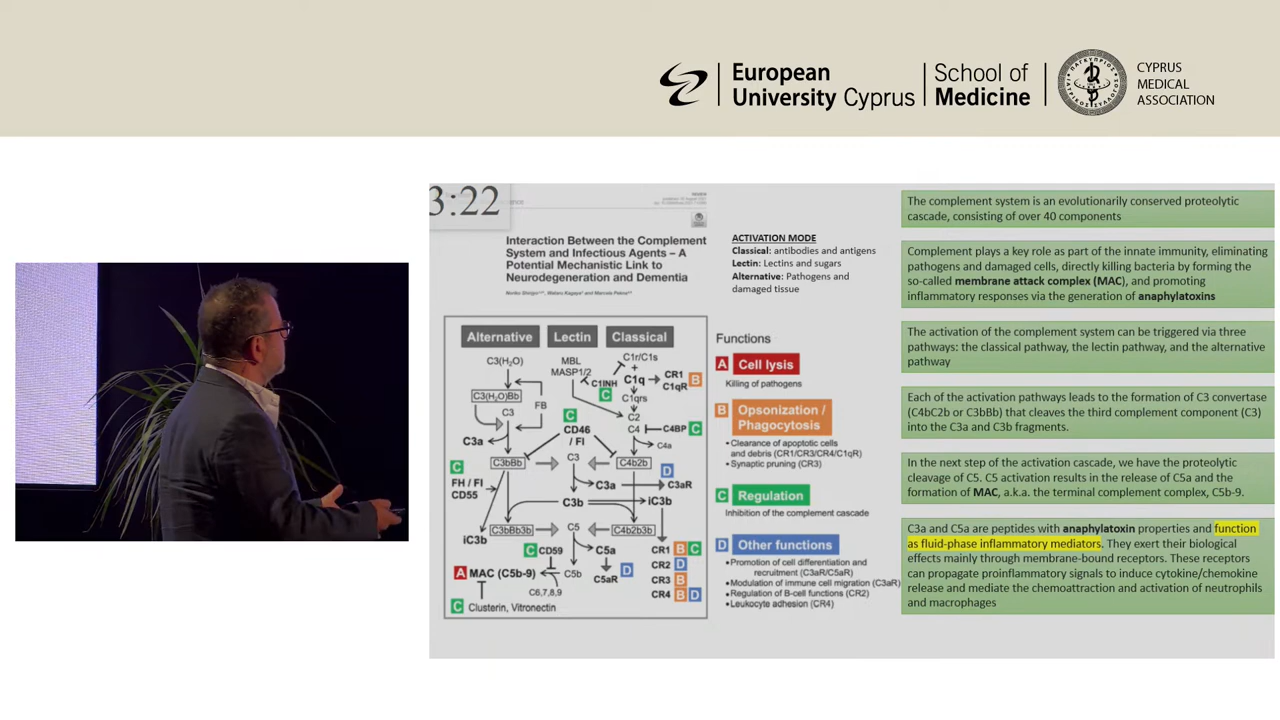 European
University Cyprus
School of
Medicine
ΠΑΓΚΥΠΡΙΟΣ
ΙΑΤΡΙΚΟΣ ΣΥΛΛΟΓΟΣ
CYPRUS
MEDICAL
ASSOCIATION
3:22
Interaction Between the Complement
System and Infectious Agents – A
Potential Mechanistic Link to
Neurodegeneration and Dementia
ACTIVATION MODE
Classical: antibodies and antigens
Lectin: Lectins and sugars
Alternative: Pathogens and
damaged tissue
Alternative
Lectin
Classical
C3(H₂O)
MBL
MASP1/2
C1r/C1s
+
C1q
CR1
C1qR
B
C1INH
C
C3(H₂O)Bb
FB
C1qrs
C3
C
C2
C4
C4BP
C
CD46
/ FI
C3a
C4a
C
C3bBb
C3
C4b2b
D
FH / FI
CD55
C3a
C3aR
C3b
iC3b
C3bBb3b
C5
C4b2b3b
iC3b
C
CD59
C5a
CR1
B
C
CR2
D
A
MAC (C5b-9)
C5b
C5aR
D
CR3
B
C6,7,8,9
CR4
B
D
C
Clusterin, Vitronectin
Functions
A
Cell lysis
Killing of pathogens
B
Opsonization /
Phagocytosis
• Clearance of apoptotic cells
and debris (CR1/CR3/CR4/C1qR)
• Synaptic pruning (CR3)
C
Regulation
Inhibition of the complement
cascade
D
Other functions
• Promotion of cell differentiation and
recruitment (C3aR/C5aR)
• Modulation of immune cell migration (C3aR)
• Regulation of B-cell functions (CR2)
• Leukocyte adhesion (CR4)
The complement system is an evolutionarily conserved proteolytic
cascade, consisting of over 40 components
Complement plays a key role as part of the innate immunity, eliminating
pathogens and damaged cells, directly killing bacteria by forming the
so-called membrane attack complex (MAC), and promoting
inflammatory responses via the generation of anaphylatoxins
The activation of the complement system can be triggered via three
pathways: the classical pathway, the lectin pathway, and the alternative
pathway
Each of the activation pathways leads to the formation of C3 convertase
(C4bC2b or C3bBb) that cleaves the third complement component (C3)
into the C3a and C3b fragments.
In the next step of the activation cascade, we have the proteolytic
cleavage of C5. C5 activation results in the release of C5a and the
formation of MAC, a.k.a. the terminal complement complex, C5b-9.
C3a and C5a are peptides with anaphylatoxin properties and function
as fluid-phase inflammatory mediators. They exert their biological
effects mainly through membrane-bound receptors. These receptors
can propagate proinflammatory signals to induce cytokine/chemokine
release and mediate the chemoattraction and activation of neutrophils
and macrophages